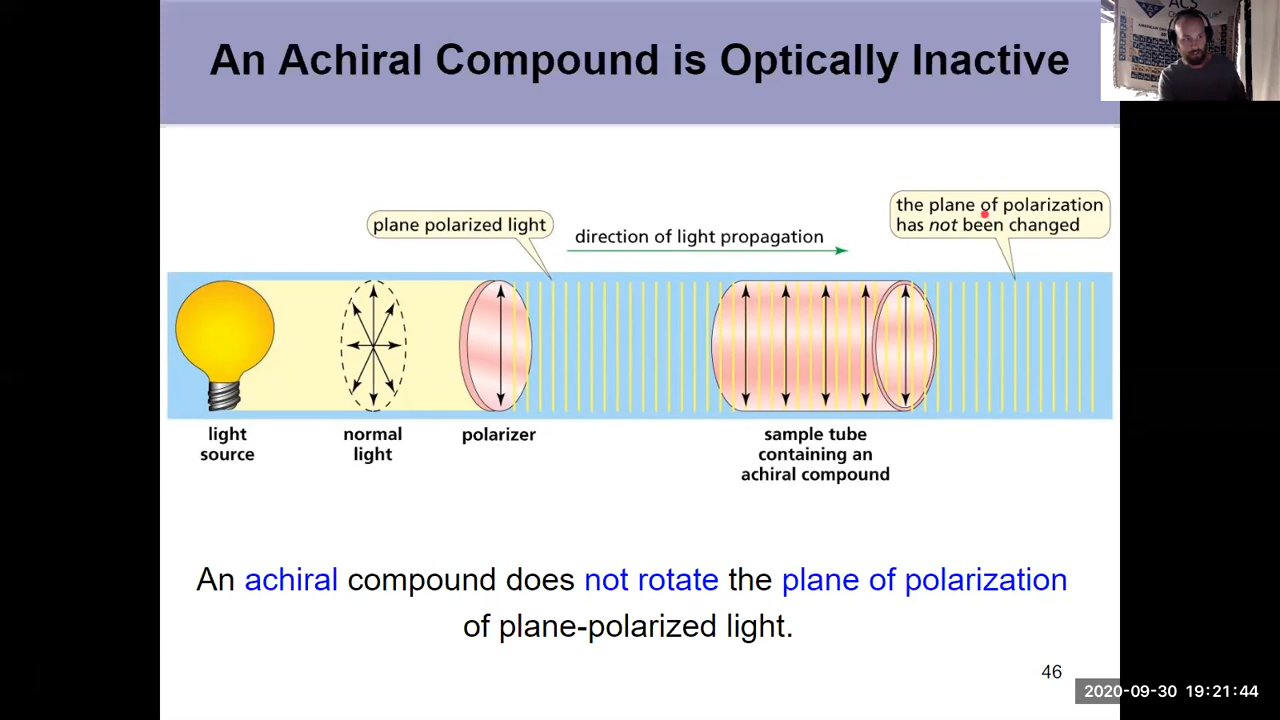 An Achiral Compound is Optically Inactive
ACS
plane polarized light
direction of light propagation
the plane of polarization
has not been changed
light
source
normal
light
polarizer
sample tube
containing an
achiral compound
An achiral compound does not rotate the plane of polarization
of plane-polarized light.
46
2020-09-30 19:21:44